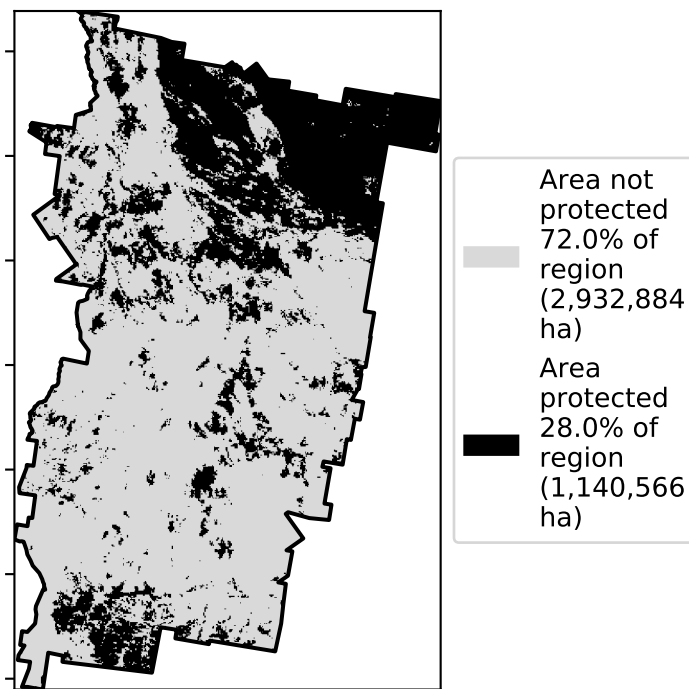 Area not
protected
72.0% of
region
(2,932,884
ha)
Area
protected
28.0% of
region
(1,140,566
ha)